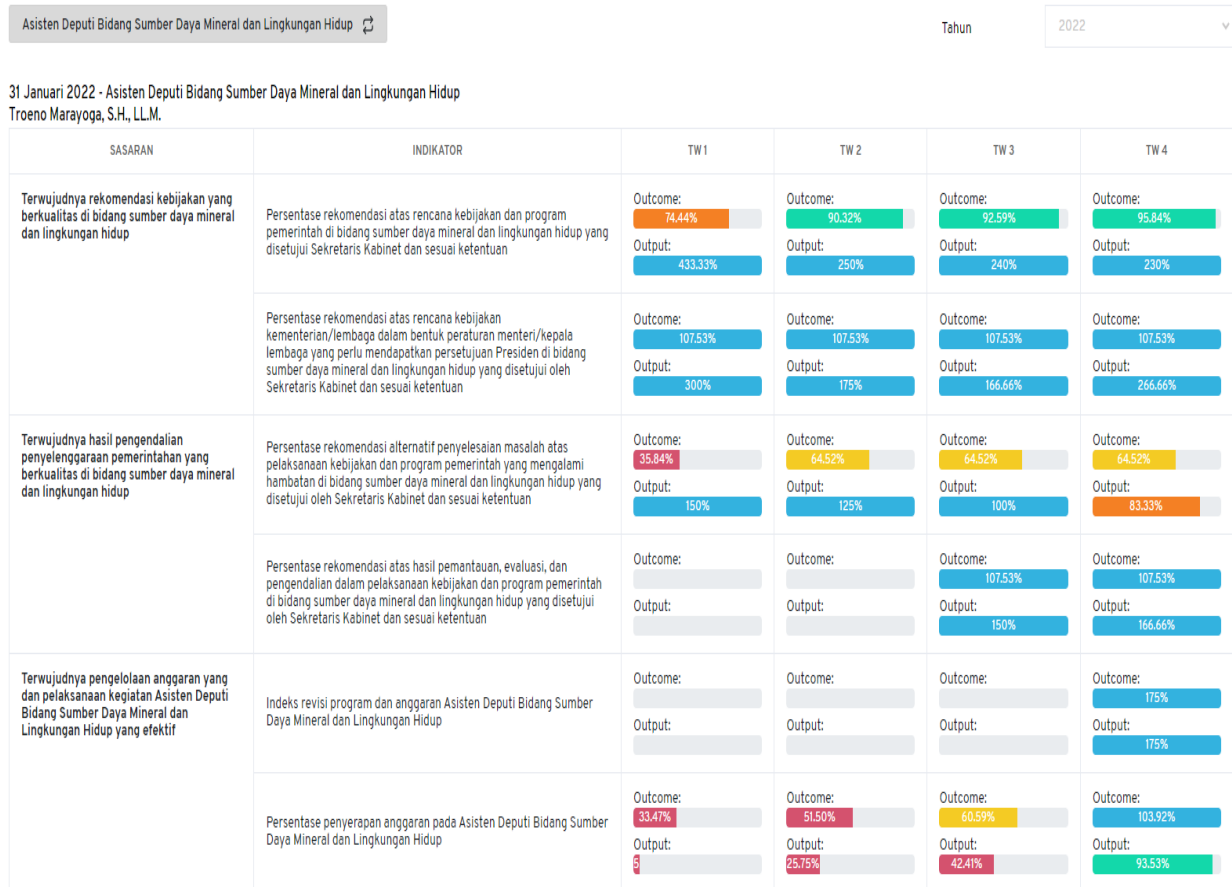 Asisten Deputi Bidang Sumber Daya Mineral dan Lingkungan Hidup
Tahun
2022
31 Januari 2022 - Asisten Deputi Bidang Sumber Daya Mineral dan Lingkungan Hidup
Troeno Marayoga, S.H., LL.M.
SASARAN INDIKATOR TW 1 TW 2 TW 3 TW 4
Terwujudnya rekomendasi kebijakan yang
berkualitas di bidang sumber daya mineral
dan lingkungan hidup
Persentase rekomendasi atas rencana kebijakan dan program
pemerintah di bidang sumber daya mineral dan lingkungan hidup yang
disetujui Sekretaris Kabinet dan sesuai ketentuan
Outcome: Outcome: Outcome: Outcome:
74.44% 90.32% 92.59% 95.84%
Output: Output: Output: Output:
433.33% 250% 240% 230%
Persentase rekomendasi atas rencana kebijakan
kementerian/lembaga dalam bentuk peraturan menteri/kepala
lembaga yang perlu mendapatkan persetujuan Presiden di bidang
sumber daya mineral dan lingkungan hidup yang disetujui oleh
Sekretaris Kabinet dan sesuai ketentuan
Outcome: Outcome: Outcome: Outcome:
107.53% 107.53% 107.53% 107.53%
Output: Output: Output: Output:
300% 175% 166.66% 266.66%
Terwujudnya hasil pengendalian
penyelenggaraan pemerintahan yang
berkualitas di bidang sumber daya mineral
dan lingkungan hidup
Persentase rekomendasi alternatif penyelesaian masalah atas
pelaksanaan kebijakan dan program pemerintah yang mengalami
hambatan di bidang sumber daya mineral dan lingkungan hidup yang
disetujui oleh Sekretaris Kabinet dan sesuai ketentuan
Outcome: Outcome: Outcome: Outcome:
35.84% 64.52% 64.52% 64.52%
Output: Output: Output: Output:
150% 125% 100% 83.33%
Persentase rekomendasi atas hasil pemantauan, evaluasi, dan
pengendalian dalam pelaksanaan kebijakan dan program pemerintah
di bidang sumber daya mineral dan lingkungan hidup yang disetujui
oleh Sekretaris Kabinet dan sesuai ketentuan
Outcome: Outcome: Outcome: Outcome:
107.53% 107.53%
Output: Output: Output: Output:
150% 166.66%
Terwujudnya pengelolaan anggaran yang
dan pelaksanaan kegiatan Asisten Deputi
Bidang Sumber Daya Mineral dan
Lingkungan Hidup yang efektif
Indeks revisi program dan anggaran Asisten Deputi Bidang Sumber
Daya Mineral dan Lingkungan Hidup
Outcome: Outcome: Outcome: Outcome:
175%
Output: Output: Output: Output:
175%
Persentase penyerapan anggaran pada Asisten Deputi Bidang Sumber
Daya Mineral dan Lingkungan Hidup
Outcome: Outcome: Outcome: Outcome:
33.47% 51.50% 60.59% 103.92%
Output: Output: Output: Output:
25.75% 42.41% 93.53%